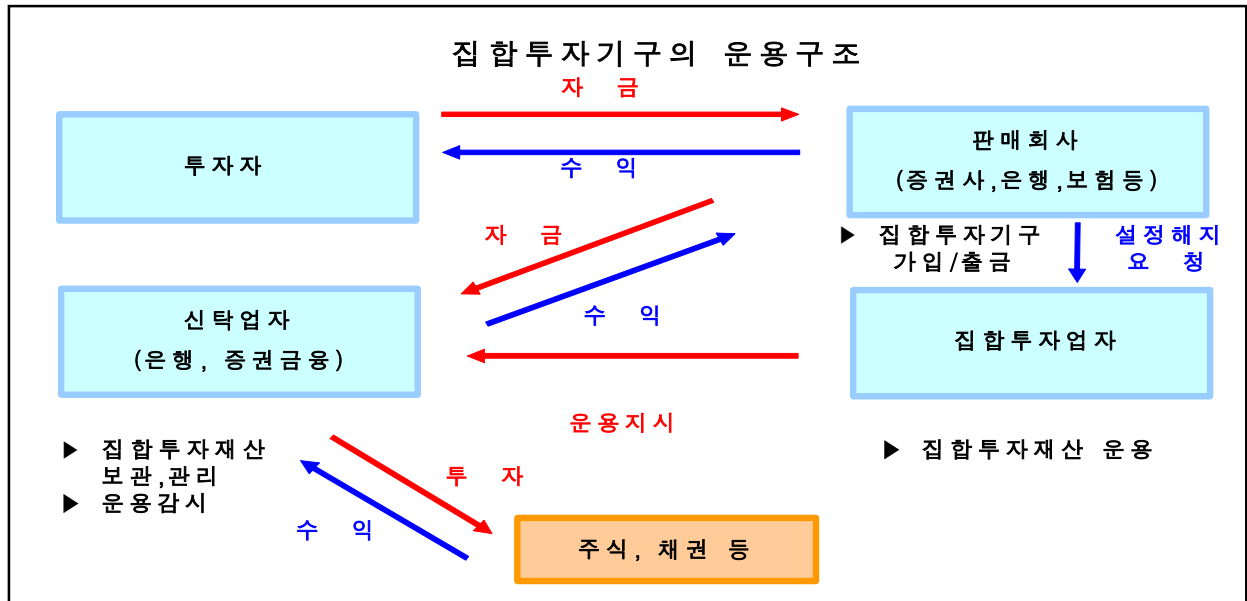 집합투자기구의 운용구조
자 금
투자자
수 익
판매회사
(증권사,은행,보험등)
자 금
▶ 집합투자기구
가입/출금
설정해지
요 청
신탁업자
(은행, 증권금융)
수 익
집합투자업자
운용지시
▶ 집합투자재산
보관,관리
▶ 운용감시
▶ 집합투자재산 운용
투 자
수 익
주식, 채권 등